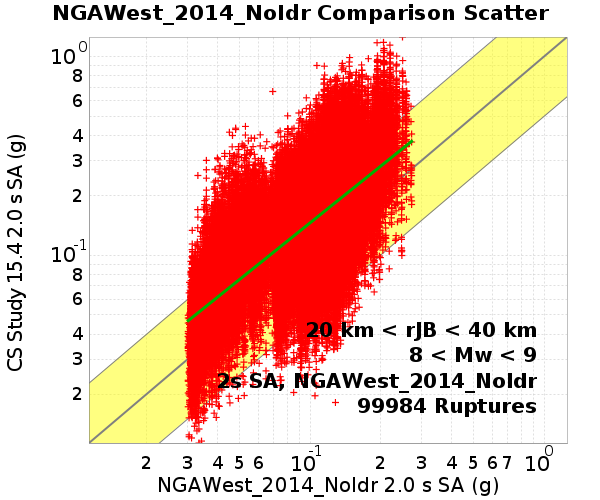 NGAWest_2014_NoIdr Comparison Scatter
CS Study 15.4 2.0 s SA (g)
10^0
8
6
4
3
2
10^-1
8
6
4
3
2
20 km < rJB < 40 km
8 < Mw < 9
2s SA, NGAWest_2014_NoIdr
99984 Ruptures
2 3 4 5 6 10^-1 2 3 4 5 6 7 10^0
NGAWest_2014_NoIdr 2.0 s SA (g)